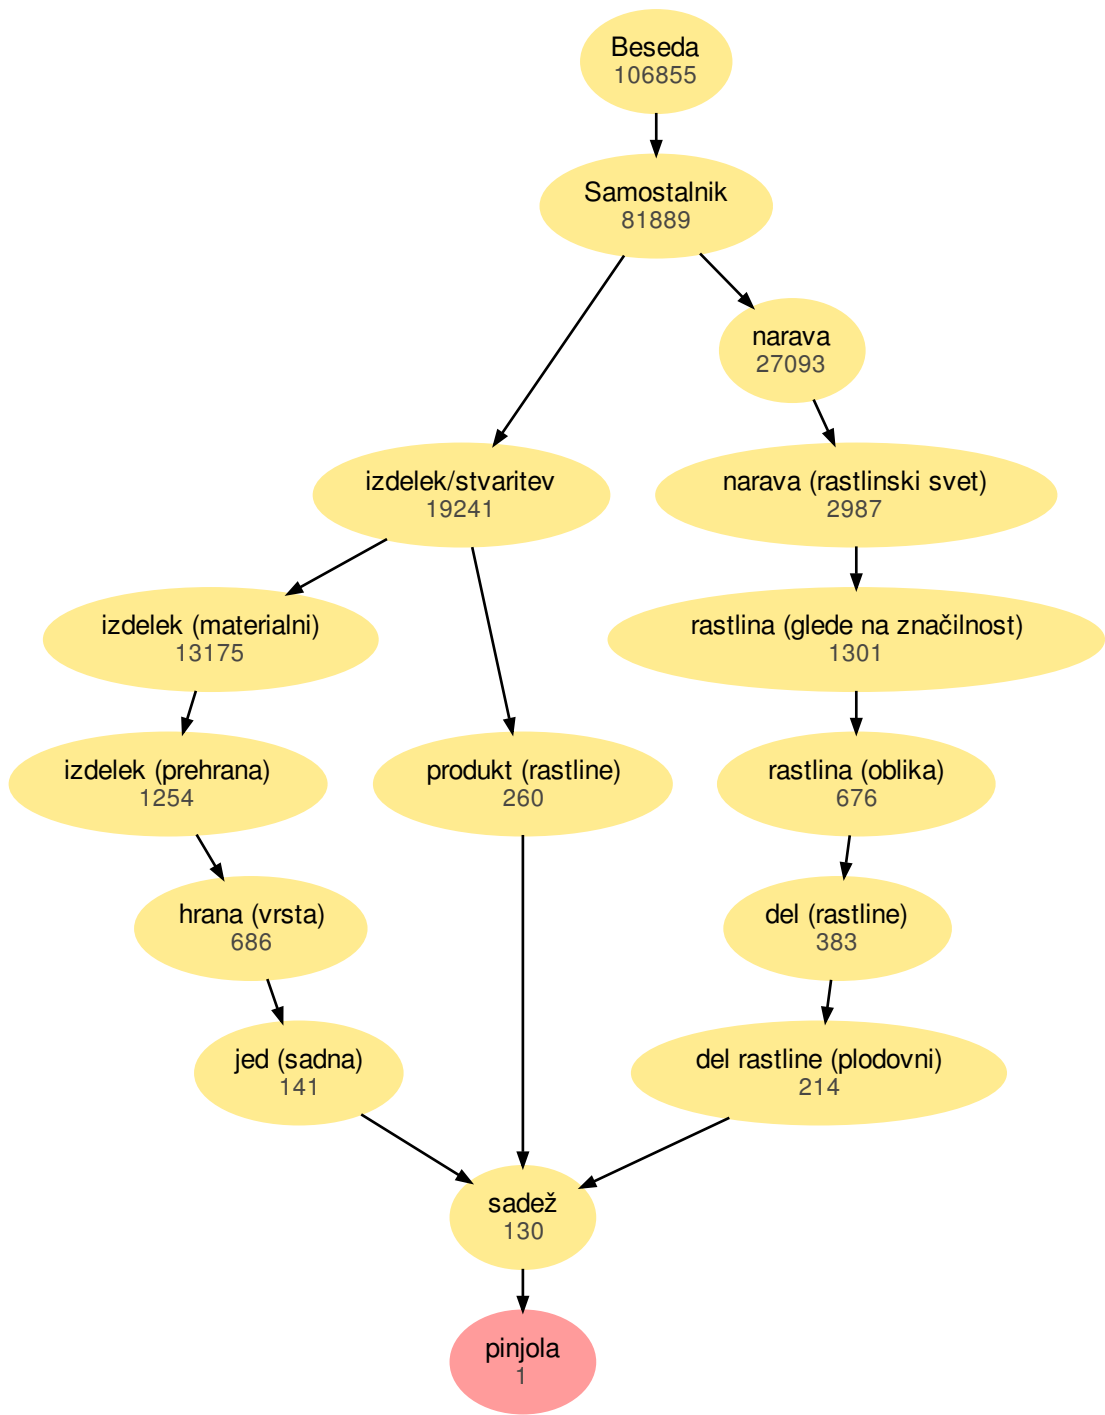 Beseda
106855
Samostalnik
81889
narava
27093
izdelek/stvaritev
19241
narava (rastlinski svet)
2987
izdelek (materialni)
13175
rastlina (glede na značilnost)
1301
izdelek (prehrana)
1254
produkt (rastline)
260
rastlina (oblika)
676
hrana (vrsta)
686
del (rastline)
383
jed (sadna)
141
del rastline (plodovni)
214
sadež
130
pinjola
1